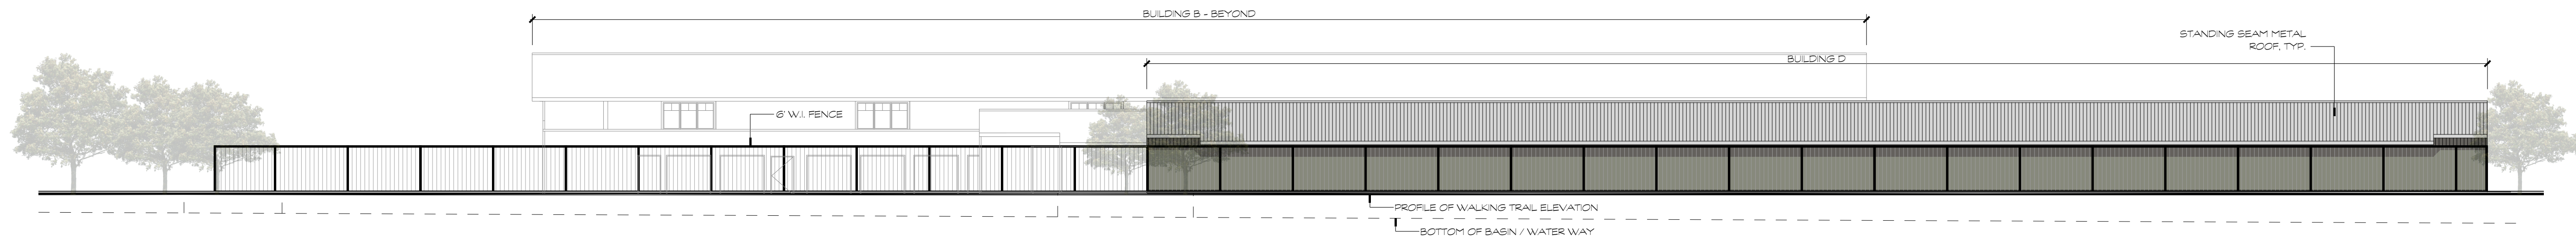 BUILDING B - BEYOND
STANDING SEAM METAL
ROOF, TYP.
BUILDING D
6' W.I. FENCE
PROFILE OF WALKING TRAIL ELEVATION
BOTTOM OF BASIN / WATER WAY